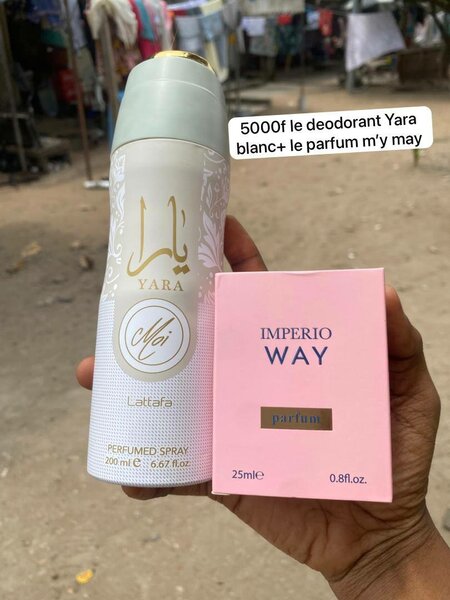 5000f le deodorant Yara
blanc+ le parfum m’y may
يارا
YARA
Moi
Lattafa
PERFUMED SPRAY
200 ml e 6.67 fl.oz.
IMPERIO
WAY
parfum
25ml℮
0.8fl.oz.